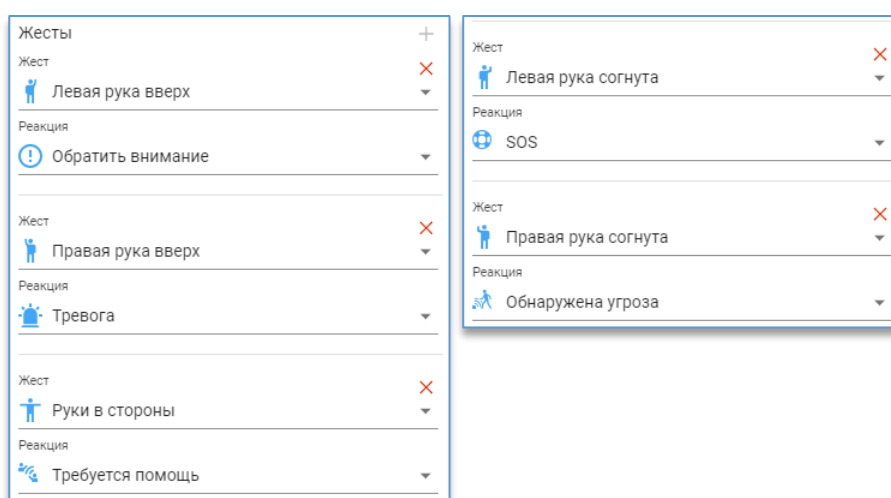 Жесты
Жест
Левая рука вверх
Реакция
Обратить внимание
Жест
Правая рука вверх
Реакция
Тревога
Жест
Руки в стороны
Реакция
Требуется помощь
Жест
Левая рука согнута
Реакция
SOS
Жест
Правая рука согнута
Реакция
Обнаружена угроза